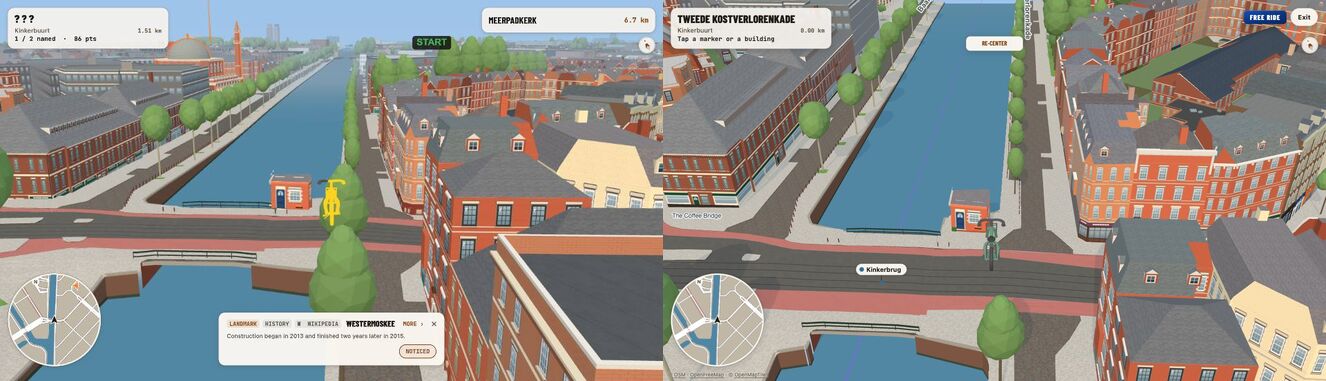 ???
Kinkerbuurt 1.51 km
1 / 2 named · 86 pts
MEERPADKERK 6.7 km
START
N
LANDMARK HISTORY W WIKIPEDIA WESTERMOSKEE MORE › ×
Construction began in 2013 and finished two years later in 2015.
NOTICED
TWEEDE KOSTVERLORENKADE
Kinkerbuurt 0.00 km
Tap a marker or a building
FREE RIDE Exit
RE-CENTER
The Coffee Bridge
Kinkerbrug
N
OSM · OpenFreeMap · © OpenMapTiles